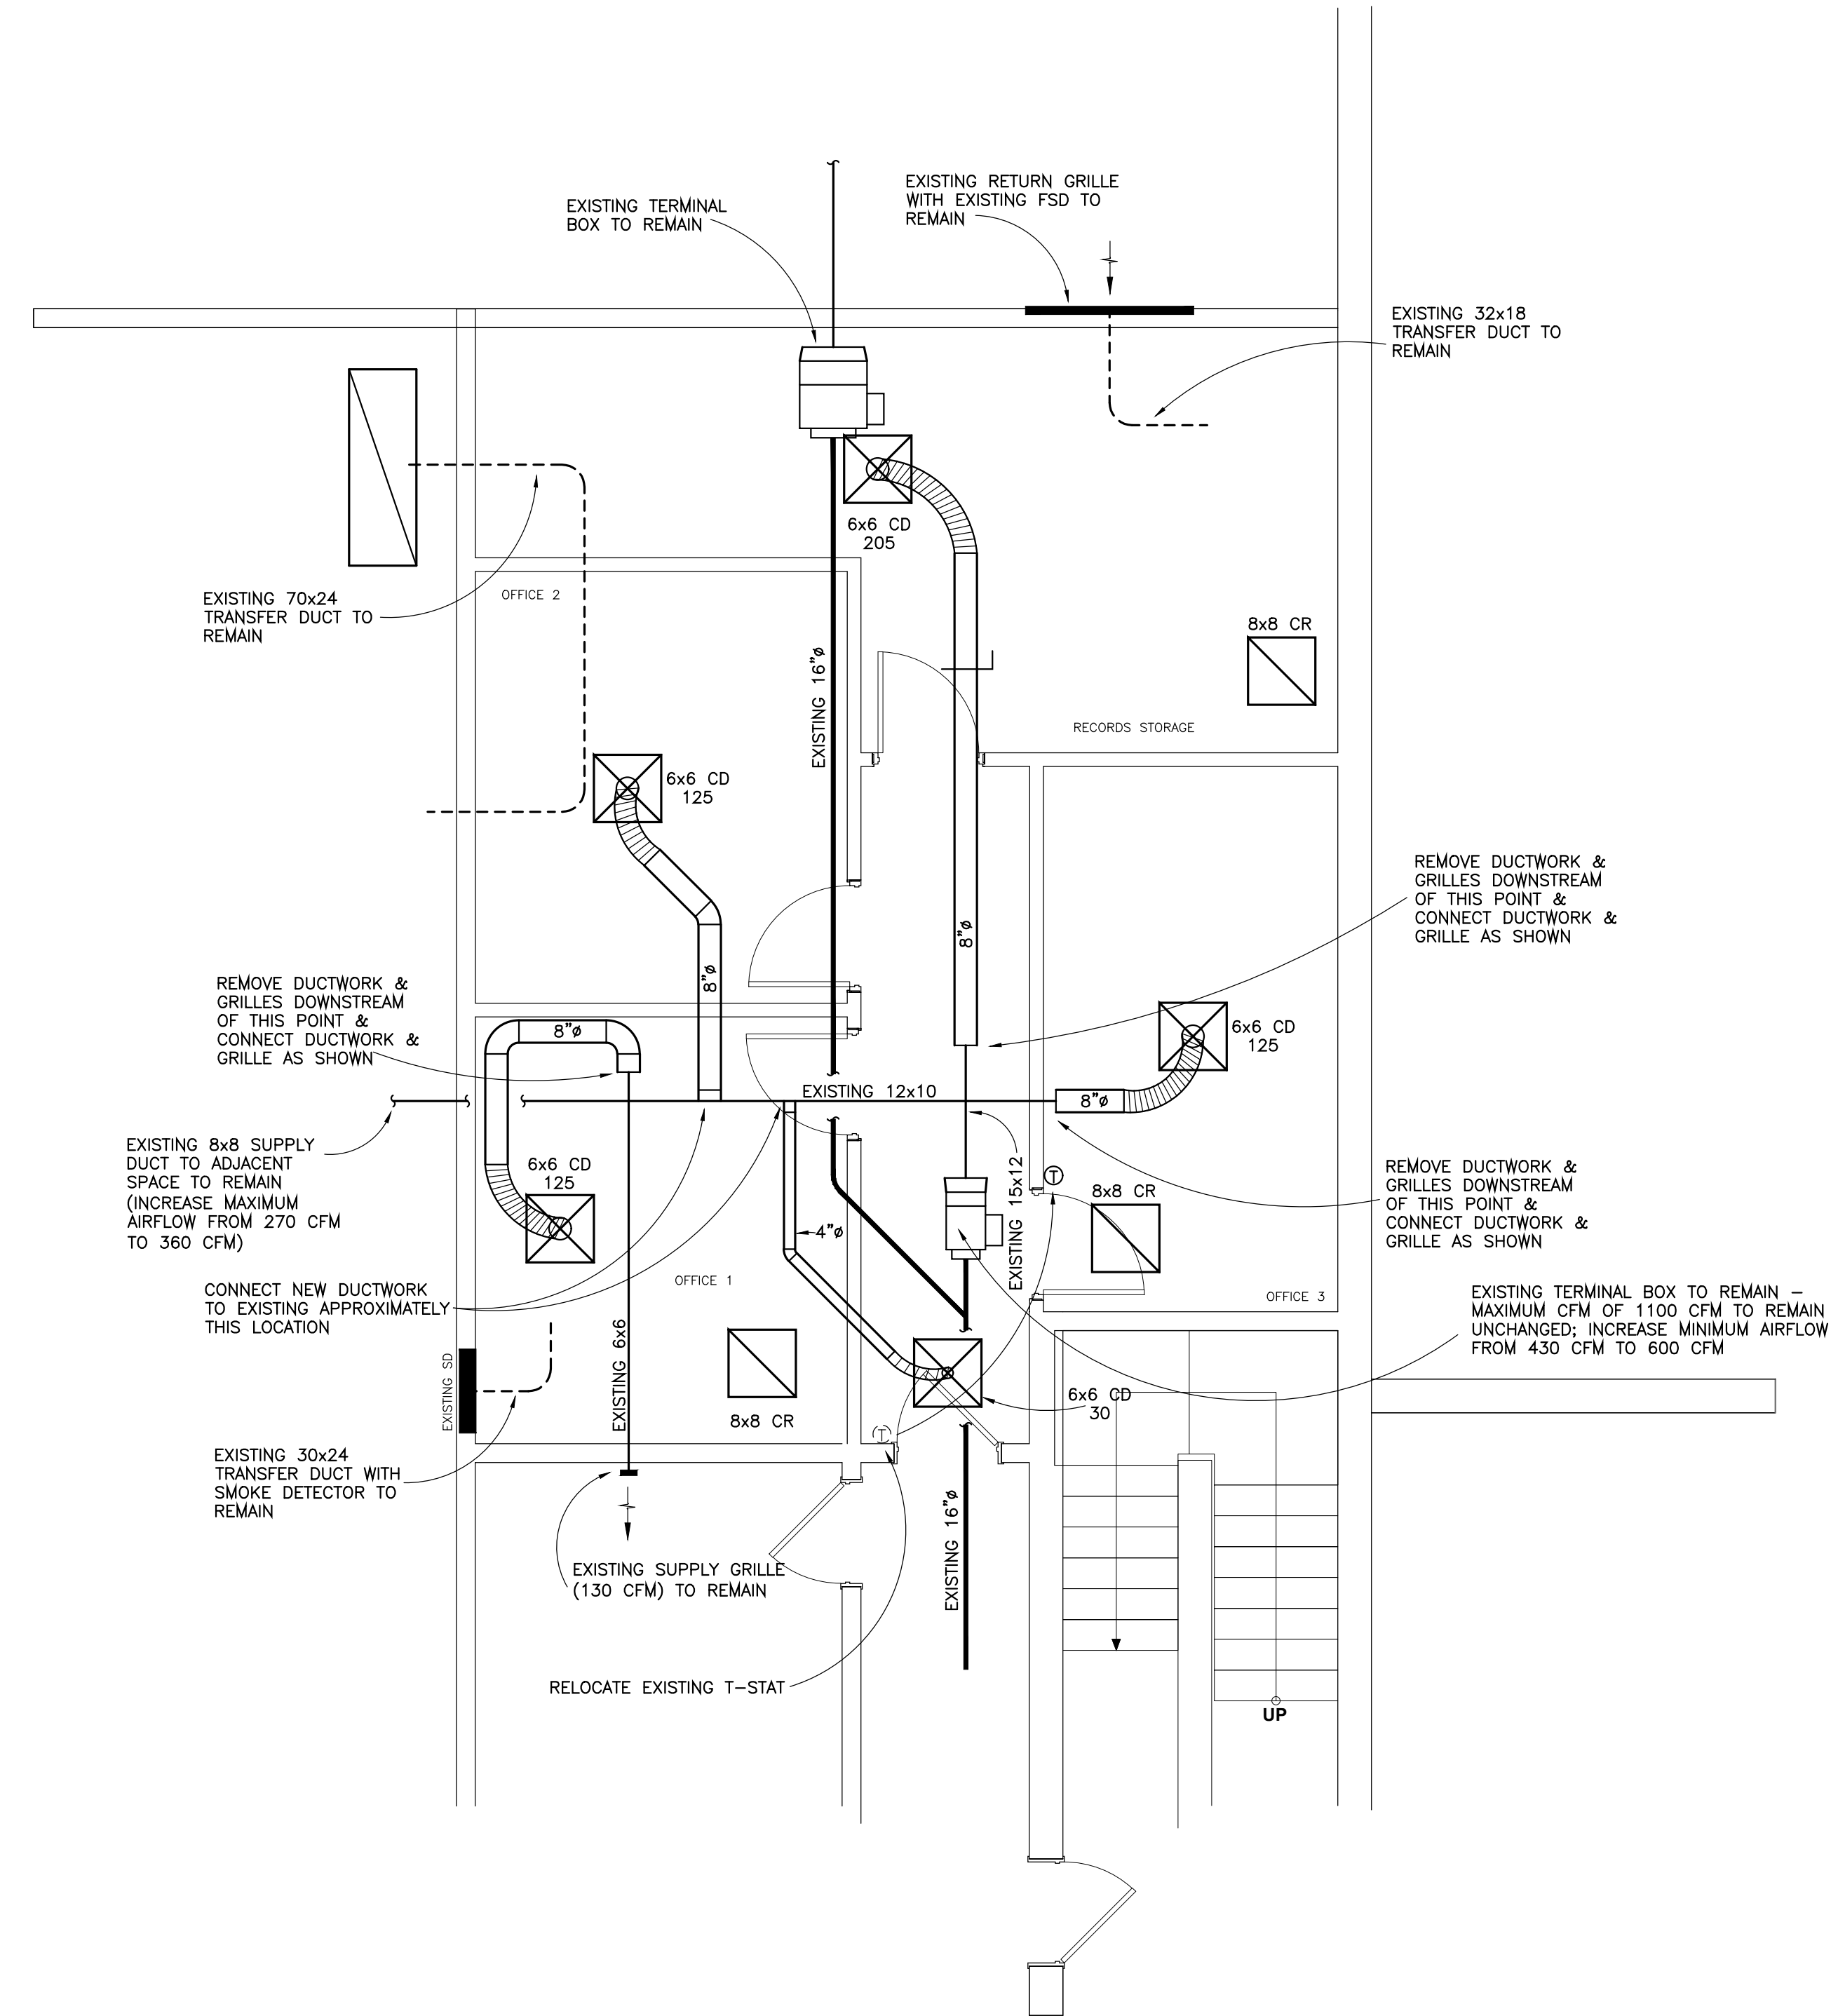 EXISTING TERMINAL
BOX TO REMAIN
EXISTING RETURN GRILLE
WITH EXISTING FSD TO
REMAIN
EXISTING 32x18
TRANSFER DUCT TO
REMAIN
6x6 CD
205
OFFICE 2
EXISTING 70x24
TRANSFER DUCT TO
REMAIN
EXISTING 16"ø
8x8 CR
RECORDS STORAGE
6x6 CD
125
REMOVE DUCTWORK &
GRILLES DOWNSTREAM
OF THIS POINT &
CONNECT DUCTWORK &
GRILLE AS SHOWN
8"ø
8"ø
REMOVE DUCTWORK &
GRILLES DOWNSTREAM
OF THIS POINT &
CONNECT DUCTWORK &
GRILLE AS SHOWN
8"ø
6x6 CD
125
EXISTING 12x10
8"ø
EXISTING 8x8 SUPPLY
DUCT TO ADJACENT
SPACE TO REMAIN
(INCREASE MAXIMUM
AIRFLOW FROM 270 CFM
TO 360 CFM)
6x6 CD
125
EXISTING 15x12
T
8x8 CR
REMOVE DUCTWORK &
GRILLES DOWNSTREAM
OF THIS POINT &
CONNECT DUCTWORK &
GRILLE AS SHOWN
4"ø
CONNECT NEW DUCTWORK
TO EXISTING APPROXIMATELY
THIS LOCATION
OFFICE 1
OFFICE 3
EXISTING TERMINAL BOX TO REMAIN –
MAXIMUM CFM OF 1100 CFM TO REMAIN
UNCHANGED; INCREASE MINIMUM AIRFLOW
FROM 430 CFM TO 600 CFM
EXISTING SD
EXISTING 6x6
8x8 CR
6x6 CD
30
T
EXISTING 30x24
TRANSFER DUCT WITH
SMOKE DETECTOR TO
REMAIN
EXISTING 16"ø
EXISTING SUPPLY GRILLE
(130 CFM) TO REMAIN
RELOCATE EXISTING T–STAT
UP